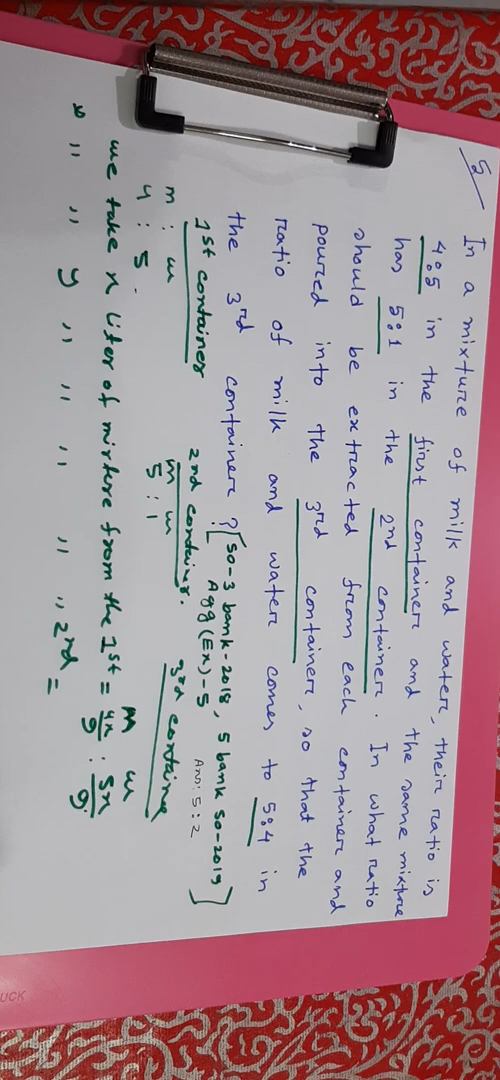 5
In a mixture of milk and water, their ratio is
4:5 in the first container and the same mixture
has 5:1 in the 2nd container. In what ratio
should be extracted from each container and
poured into the 3rd container, so that the
ratio of milk and water comes to 5:4 in
the 3rd container? [SO-3 bank-2018, 5 bank SO-2019]
Agg (Ex)-5
Ans: 5:2
1st container 2nd container. 3rd containe
m : w m w
4 : 5. 5 : 1
m w
we take x liter of mixture from the 1st = 4x/9 : 5x/9
" " y " " " " " 2nd =